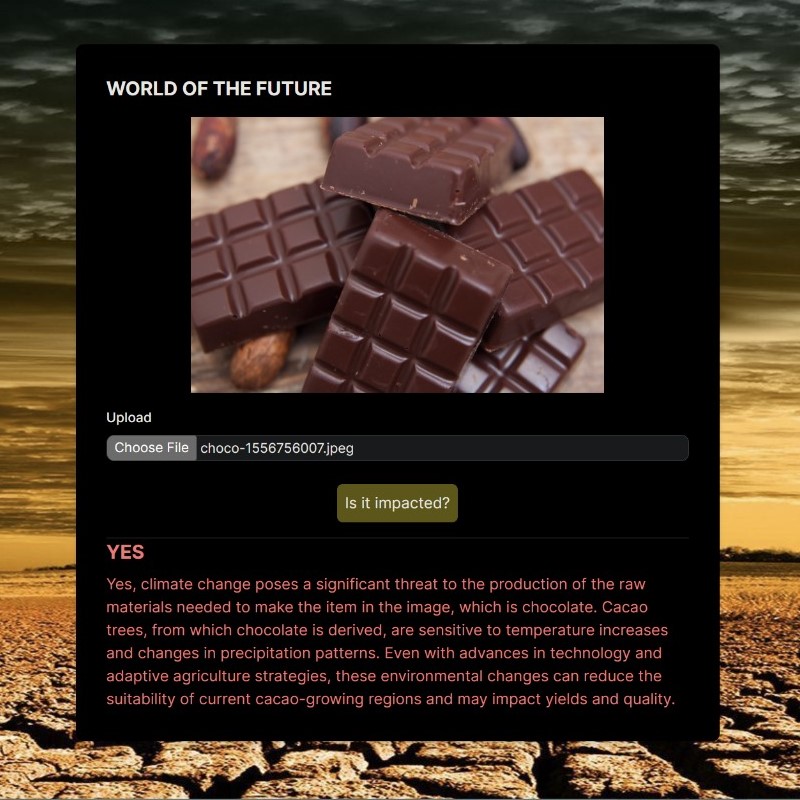 WORLD OF THE FUTURE
Upload
Choose File choco-1556756007.jpeg
Is it impacted?
YES
Yes, climate change poses a significant threat to the production of the raw
materials needed to make the item in the image, which is chocolate. Cacao
trees, from which chocolate is derived, are sensitive to temperature increases
and changes in precipitation patterns. Even with advances in technology and
adaptive agriculture strategies, these environmental changes can reduce the
suitability of current cacao-growing regions and may impact yields and quality.